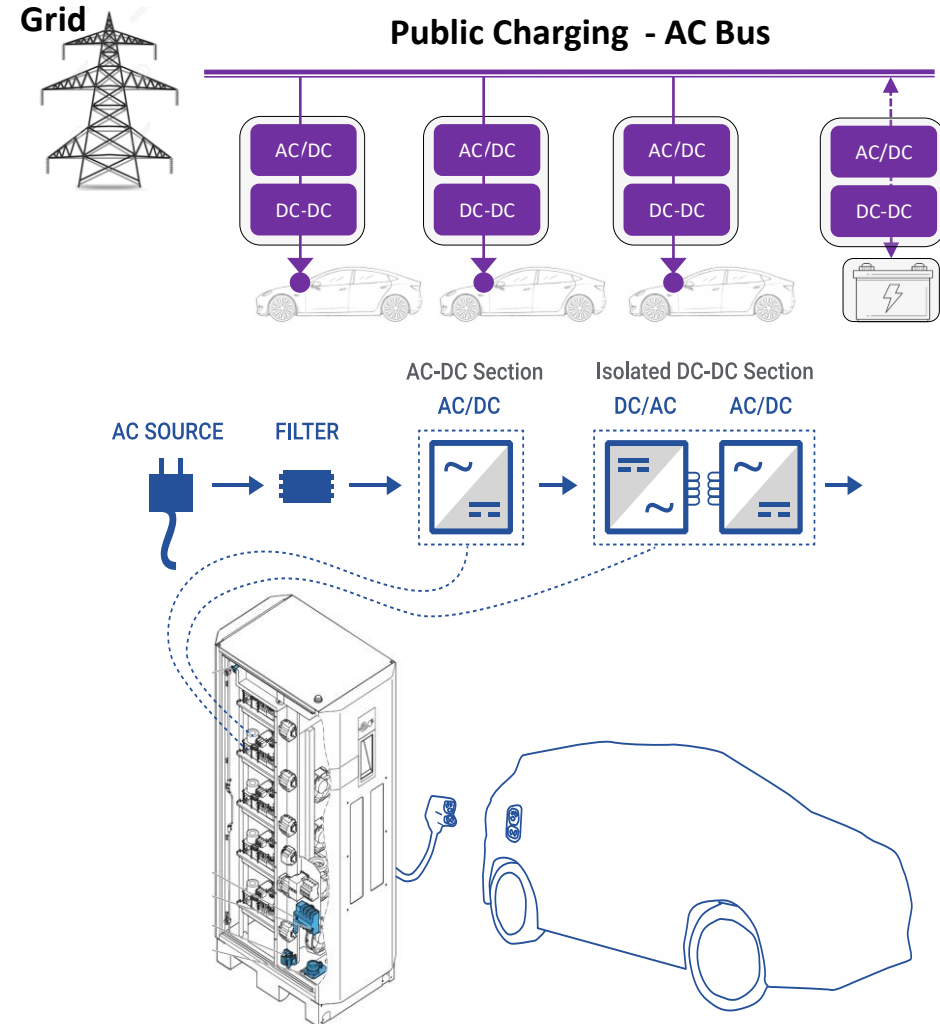 Grid
Public Charging - AC Bus
AC/DC
AC/DC
AC/DC
AC/DC
DC-DC
DC-DC
DC-DC
DC-DC
AC-DC Section
Isolated DC-DC Section
AC/DC
DC/AC
AC/DC
AC SOURCE
FILTER